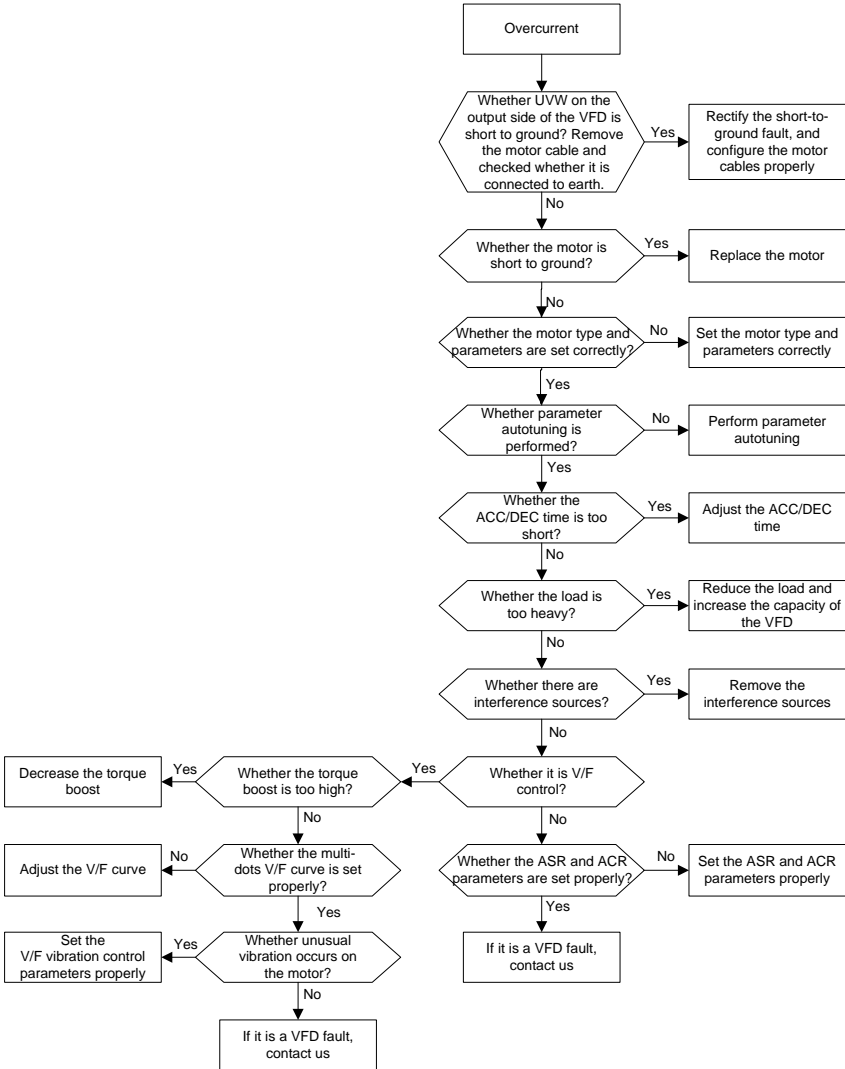 Overcurrent
Whether UVW on the
output side of the VFD is
short to ground? Remove
the motor cable and
checked whether it is
connected to earth.
Yes
Rectify the short-to-
ground fault, and
configure the motor
cables properly
No
Whether the motor is
short to ground?
Yes
Replace the motor
No
Whether the motor type and
parameters are set correctly?
No
Set the motor type and
parameters correctly
Yes
Whether parameter
autotuning is
performed?
No
Perform parameter
autotuning
Yes
Whether the
ACC/DEC time is too
short?
Yes
Adjust the ACC/DEC
time
No
Whether the load is
too heavy?
Yes
Reduce the load and
increase the capacity of
the VFD
No
Whether there are
interference sources?
Yes
Remove the
interference sources
No
Whether it is V/F
control?
Yes
Whether the torque
boost is too high?
Yes
Decrease the torque
boost
No
Whether the multi-
dots V/F curve is set
properly?
No
Adjust the V/F curve
Yes
Whether unusual
vibration occurs on
the motor?
Yes
Set the
V/F vibration control
parameters properly
No
If it is a VFD fault,
contact us
No
Whether the ASR and ACR
parameters are set properly?
No
Set the ASR and ACR
parameters properly
Yes
If it is a VFD fault,
contact us